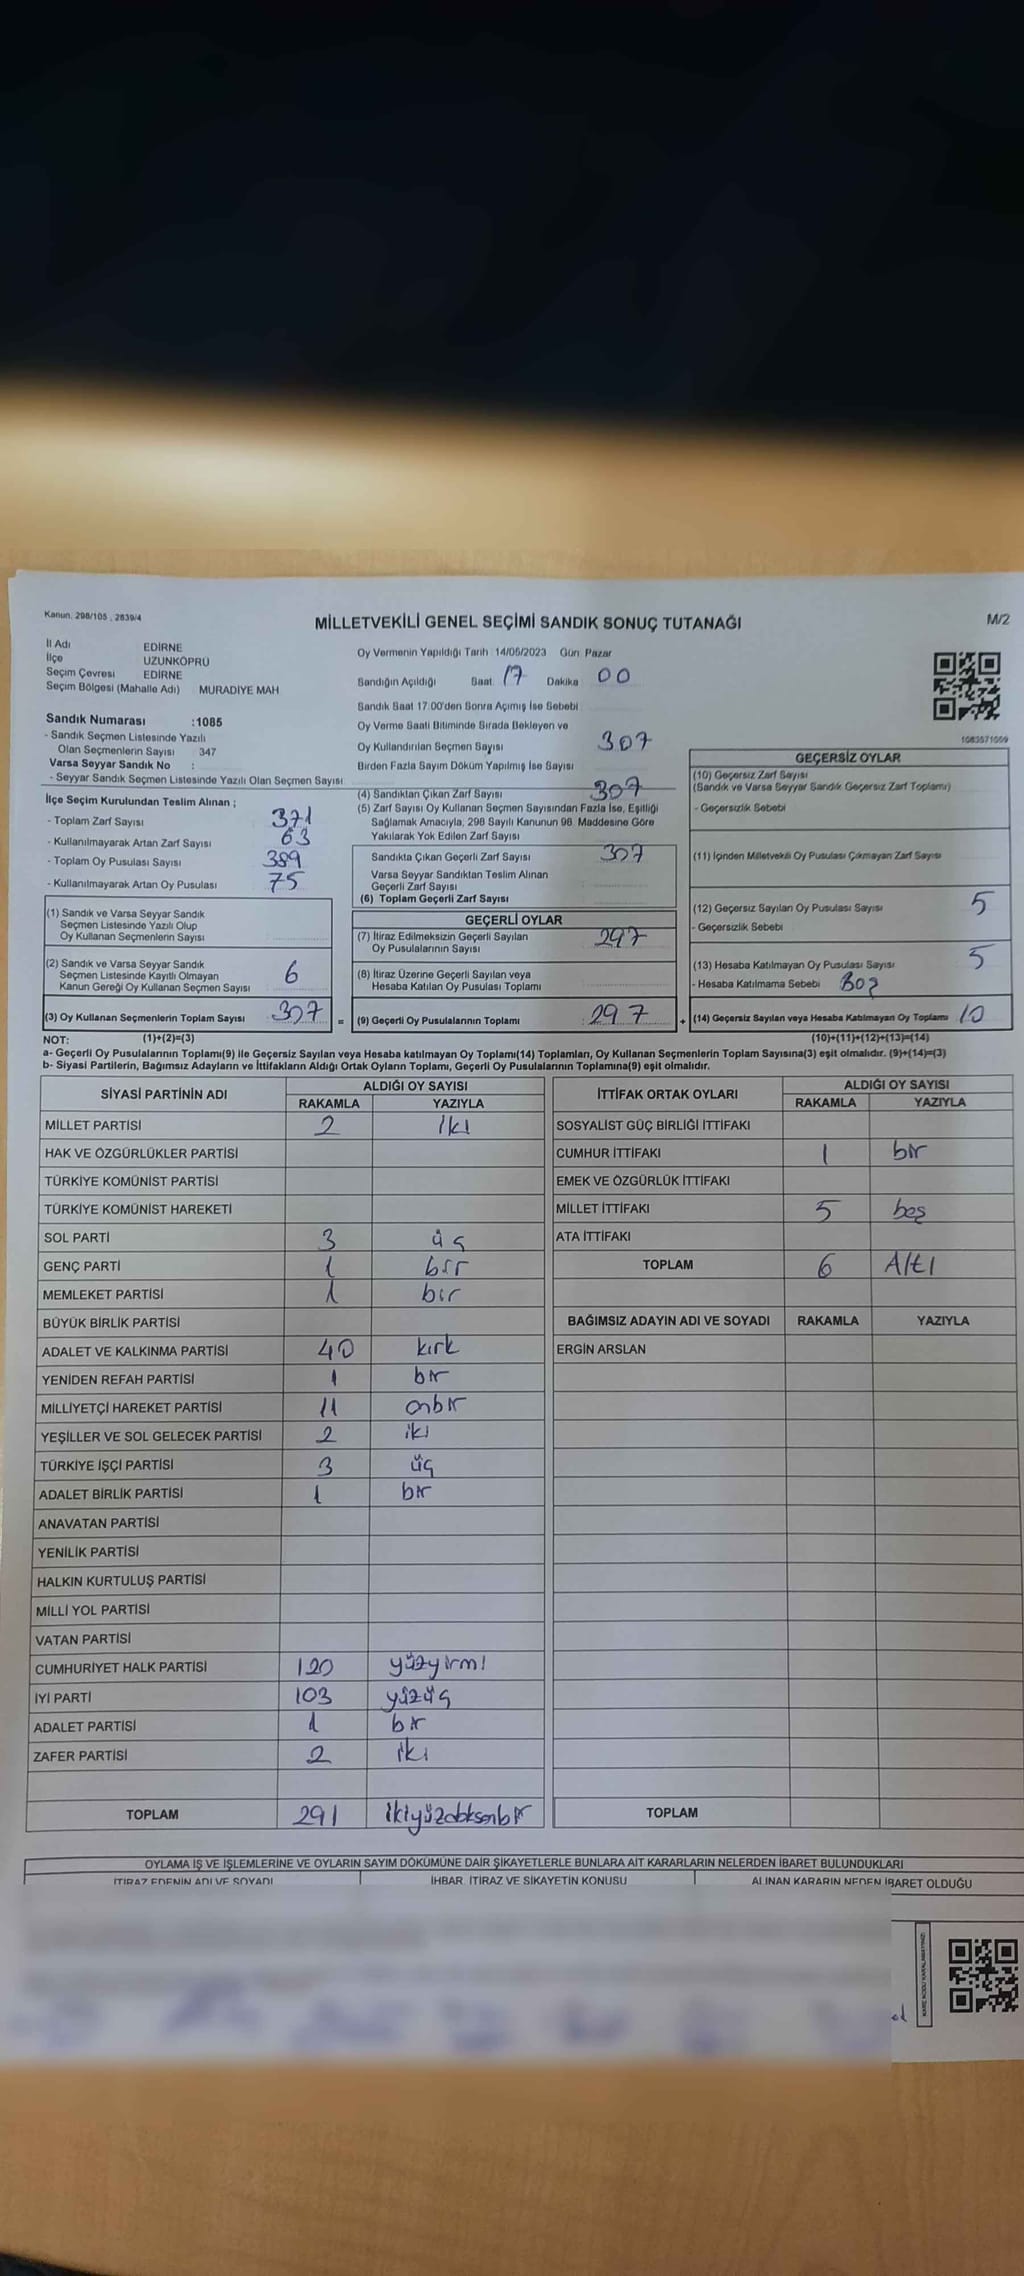 Kanun, 298/105 , 2839/4
MİLLETVEKİLİ GENEL SEÇİMİ SANDIK SONUÇ TUTANAĞI
M/2
İl Adı EDİRNE
İlçe UZUNKÖPRÜ
Seçim Çevresi EDİRNE
Seçim Bölgesi (Mahalle Adı) MURADİYE MAH
Sandık Numarası :1085
- Sandık Seçmen Listesinde Yazılı
Olan Seçmenlerin Sayısı 347
Varsa Seyyar Sandık No :
- Seyyar Sandık Seçmen Listesinde Yazılı Olan Seçmen Sayısı
Oy Vermenin Yapıldığı Tarih 14/05/2023 Gün: Pazar
Sandığın Açıldığı Saat 17 Dakika 00
Sandık Saat 17:00'den Sonra Açımış İse Sebebi
Oy Verme Saati Bitiminde Sırada Bekleyen ve
Oy Kullandırılan Seçmen Sayısı 307
Birden Fazla Sayım Döküm Yapılmış İse Sayısı
1083571009
İlçe Seçim Kurulundan Teslim Alınan ;
- Toplam Zarf Sayısı 371
- Kullanılmayarak Artan Zarf Sayısı 63
- Toplam Oy Pusulası Sayısı 389
- Kullanılmayarak Artan Oy Pusulası 75
(1) Sandık ve Varsa Seyyar Sandık
Seçmen Listesinde Yazılı Olup
Oy Kullanan Seçmenlerin Sayısı
(2) Sandık ve Varsa Seyyar Sandık
Seçmen Listesinde Kayıtlı Olmayan
Kanun Gereği Oy Kullanan Seçmen Sayısı 6
(3) Oy Kullanan Seçmenlerin Toplam Sayısı 307 =
(4) Sandıktan Çıkan Zarf Sayısı 307
(5) Zarf Sayısı Oy Kullanan Seçmen Sayısından Fazla İse, Eşitliği
Sağlamak Amacıyla, 298 Sayılı Kanunun 98. Maddesine Göre
Yakılarak Yok Edilen Zarf Sayısı
Sandıkta Çıkan Geçerli Zarf Sayısı 307
Varsa Seyyar Sandıktan Teslim Alınan
Geçerli Zarf Sayısı
(6) Toplam Geçerli Zarf Sayısı
GEÇERLİ OYLAR
(7) İtiraz Edilmeksizin Geçerli Sayılan
Oy Pusulalarının Sayısı 297
(8) İtiraz Üzerine Geçerli Sayılan veya
Hesaba Katılan Oy Pusulası Toplamı
(9) Geçerli Oy Pusulalarının Toplamı 297 +
GEÇERSİZ OYLAR
(10) Geçersiz Zarf Sayısı
(Sandık ve Varsa Seyyar Sandık Geçersiz Zarf Toplamı)
- Geçersizlik Sebebi
(11) İçinden Milletvekili Oy Pusulası Çıkmayan Zarf Sayısı
(12) Geçersiz Sayılan Oy Pusulası Sayısı 5
- Geçersizlik Sebebi
(13) Hesaba Katılmayan Oy Pusulası Sayısı 5
- Hesaba Katılmama Sebebi Boş
(14) Geçersiz Sayılan veya Hesaba Katılmayan Oy Toplamı 10
NOT: (1)+(2)=(3) (10)+(11)+(12)+(13)=(14)
a- Geçerli Oy Pusulalarının Toplamı(9) ile Geçersiz Sayılan veya Hesaba katılmayan Oy Toplamı(14) Toplamları, Oy Kullanan Seçmenlerin Toplam Sayısına(3) eşit olmalıdır. (9)+(14)=(3)
b- Siyasi Partilerin, Bağımsız Adayların ve İttifakların Aldığı Ortak Oyların Toplamı, Geçerli Oy Pusulalarının Toplamına(9) eşit olmalıdır.
SİYASİ PARTİNİN ADI ALDIĞI OY SAYISI
RAKAMLA YAZIYLA
MİLLET PARTİSİ 2 iki
HAK VE ÖZGÜRLÜKLER PARTİSİ
TÜRKİYE KOMÜNİST PARTİSİ
TÜRKİYE KOMÜNİST HAREKETİ
SOL PARTİ 3 üç
GENÇ PARTİ 1 bir
MEMLEKET PARTİSİ 1 bir
BÜYÜK BİRLİK PARTİSİ
ADALET VE KALKINMA PARTİSİ 40 kırk
YENİDEN REFAH PARTİSİ 1 bir
MİLLİYETÇİ HAREKET PARTİSİ 11 onbir
YEŞİLLER VE SOL GELECEK PARTİSİ 2 iki
TÜRKİYE İŞÇİ PARTİSİ 3 üç
ADALET BİRLİK PARTİSİ 1 bir
ANAVATAN PARTİSİ
YENİLİK PARTİSİ
HALKIN KURTULUŞ PARTİSİ
MİLLİ YOL PARTİSİ
VATAN PARTİSİ
CUMHURİYET HALK PARTİSİ 120 yüzyirmi
İYİ PARTİ 103 yüzüç
ADALET PARTİSİ 1 bir
ZAFER PARTİSİ 2 iki
TOPLAM 291 ikiyüzdoksanbir
İTTİFAK ORTAK OYLARI ALDIĞI OY SAYISI
RAKAMLA YAZIYLA
SOSYALİST GÜÇ BİRLİĞİ İTTİFAKI
CUMHUR İTTİFAKI 1 bir
EMEK VE ÖZGÜRLÜK İTTİFAKI
MİLLET İTTİFAKI 5 beş
ATA İTTİFAKI
TOPLAM 6 Altı
BAĞIMSIZ ADAYIN ADI VE SOYADI RAKAMLA YAZIYLA
ERGİN ARSLAN
TOPLAM
OYLAMA İŞ VE İŞLEMLERİNE VE OYLARIN SAYIM DÖKÜMÜNE DAİR ŞİKAYETLERLE BUNLARA AİT KARARLARIN NELERDEN İBARET BULUNDUKLARI
İTİRAZ EDENİN ADI VE SOYADI İHBAR, İTİRAZ VE ŞİKAYETİN KONUSU ALINAN KARARIN NEDEN İBARET OLDUĞU
KARE KODU KARALAMAYINIZ!